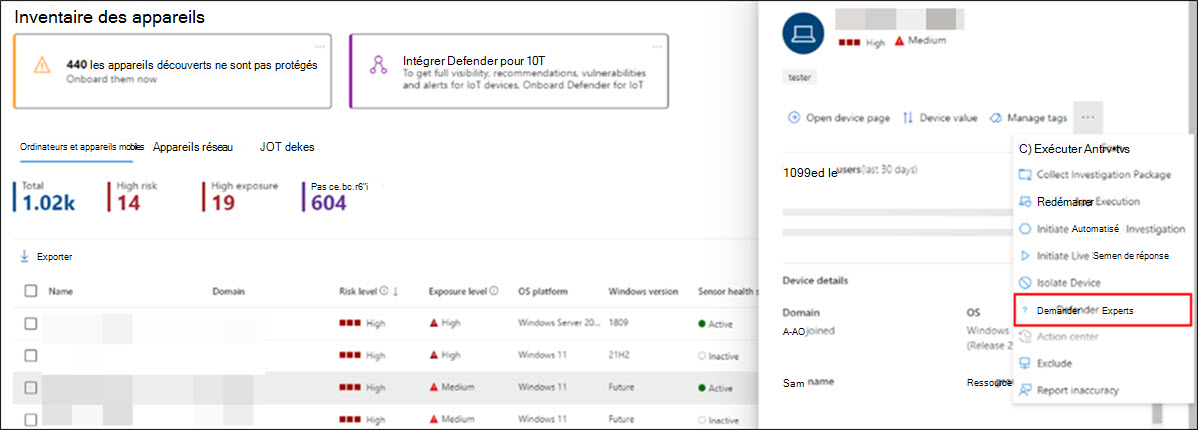 Inventaire des appareils
440 les appareils découverts ne sont pas protégés
Onboard them now
Intégrer Defender pour 10T
To get full visibility, recommendations, vulnerabilities
and alerts for IoT devices, Onboard Defender for IoT
Ordinateurs et appareils mobiles
Appareils réseau
JOT dekes
Total
1.02k
High risk
14
High exposure
19
Pas ce.bc.r6"i
604
Exporter
Name Domain Risk level Exposure level OS platform Windows version Sensor health s
High High Windows Server 20... 1809 Active
High High Windows 11 21H2 Inactive
High Medium Windows 11 Future Active
High Medium Windows 11 Future Inactive
High Medium
tester
Open device page Device value Manage tags ...
1099ed le users (last 30 days)
Device details
Domain
A-AO joined
OS
Windows
(Release 2
Sam name
Ressource
C) Exécuter Antivirvs
Collect Investigation Package
Redémarrer Execution
Initiate Automatisé Investigation
Initiate Live Semen de réponse
Isolate Device
? Demander Defender Experts
Action center
Exclude
Report inaccuracy